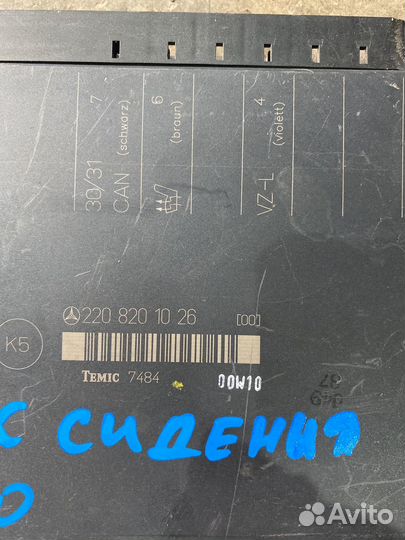 7
(schwarz)
30/31
CAN
6
(braun)
4
(violett)
VZ-L
220 820 10 26 [00]
K5
TEMIC 7484 00W10
С СИДЕНИЯ
Avito